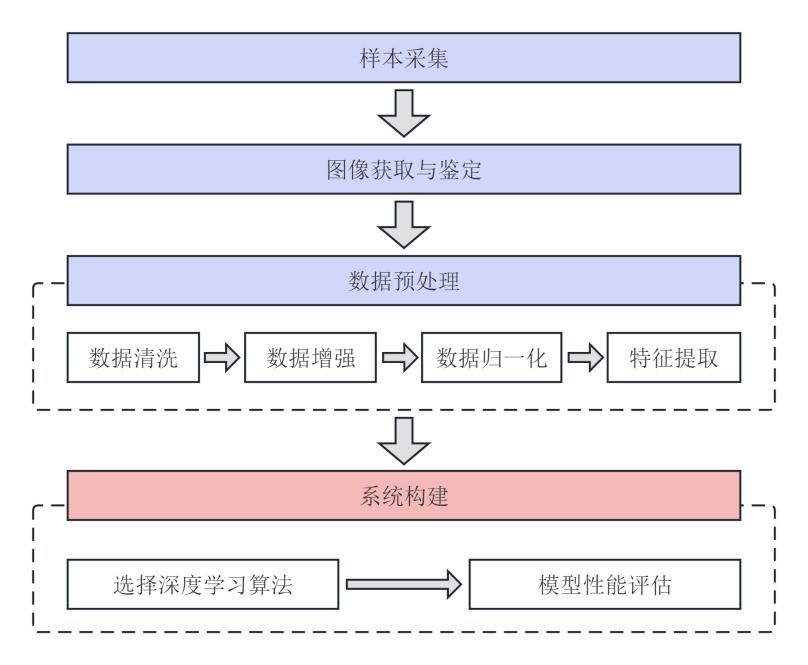 样本采集
图像获取与鉴定
数据预处理
数据清洗
数据增强
数据归一化
特征提取
系统构建
选择深度学习算法
模型性能评估